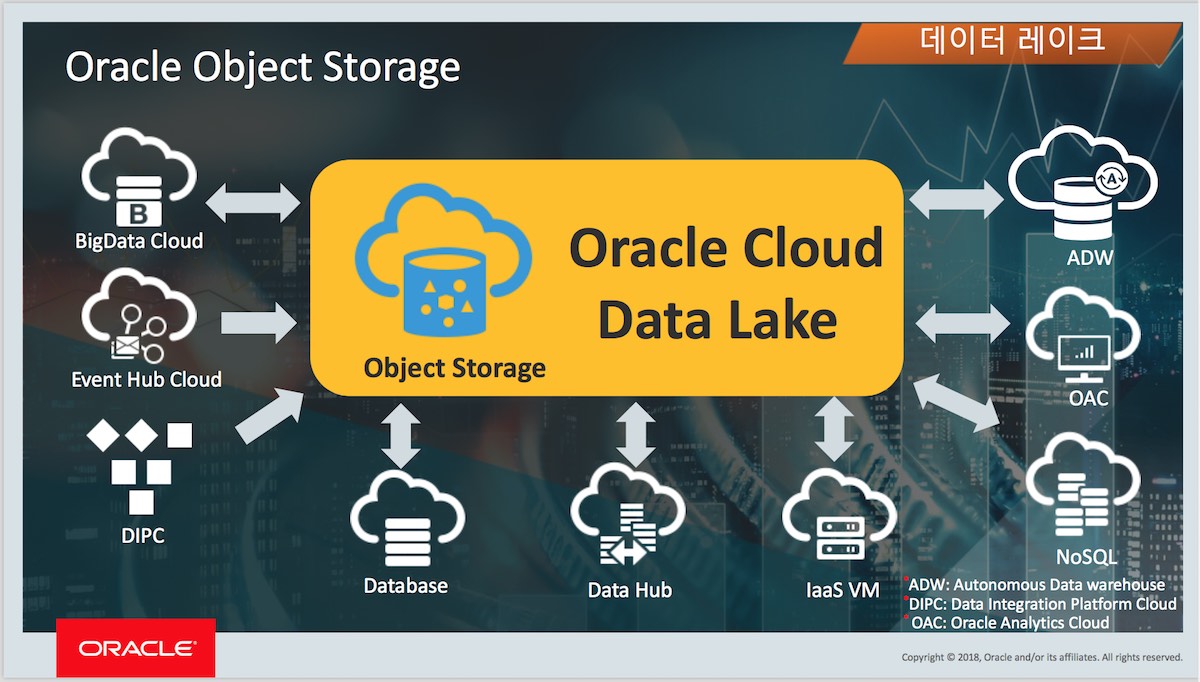 Oracle Object Storage
데이터 레이크
BigData Cloud
Event Hub Cloud
DIPC
B
Object Storage
Oracle Cloud
Data Lake
A
ADW
OAC
NoSQL
Database
Data Hub
IaaS VM
ADW: Autonomous Data warehouse
DIPC: Data Integration Platform Cloud
OAC: Oracle Analytics Cloud
ORACLE®
Copyright © 2018, Oracle and/or its affiliates. All rights reserved.